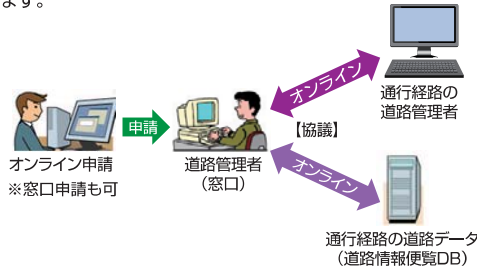 ます。
オンライン
通行経路の
道路管理者
申請
【協議】
オンライン申請
※窓口申請も可
道路管理者
（窓口）
オンライン
通行経路の道路データ
（道路情報便覧DB）